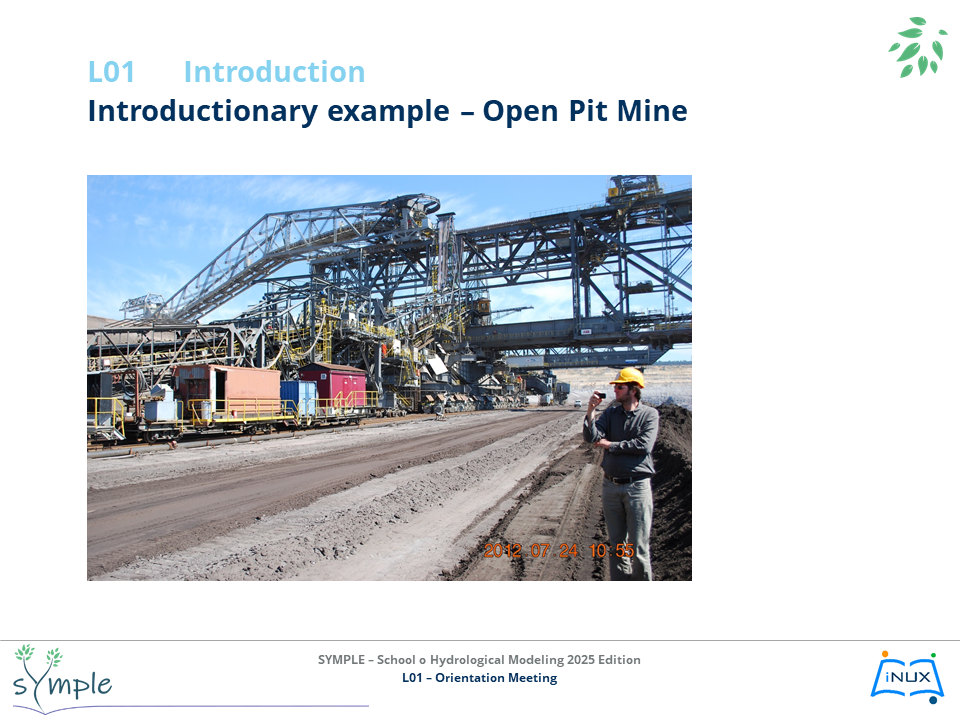 L01 Introduction
Introductionary example – Open Pit Mine
2012 07 24 10:55
SYMPLE – School o Hydrological Modeling 2025 Edition
L01 – Orientation Meeting
symple
iNUX